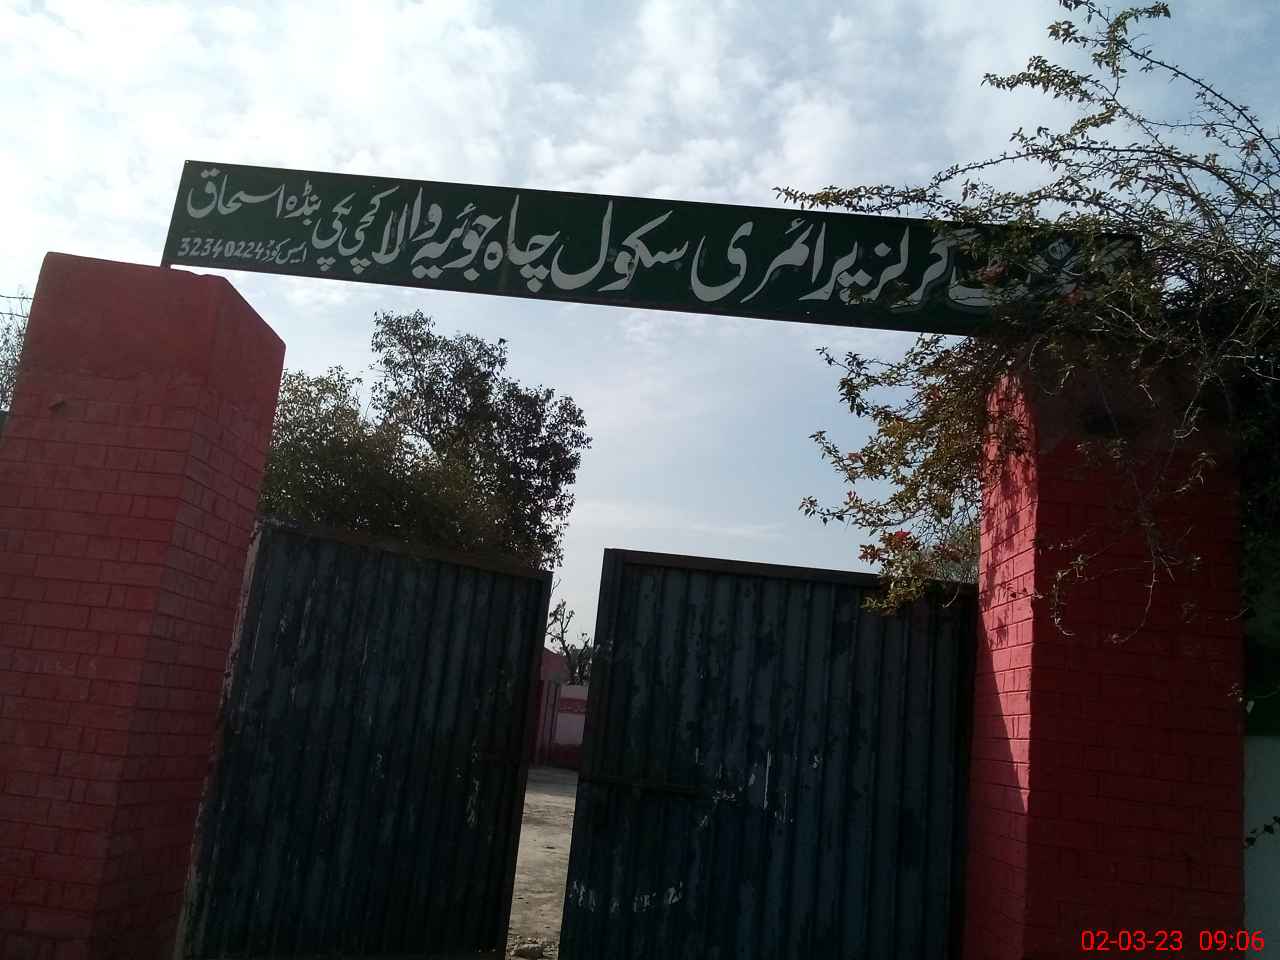 گرلز پرائمری سکول چاہ جوئیہ والا کچی پکی بنڈہ اسحاق
ایس کوڈ 32340224
02-03-23 09:06